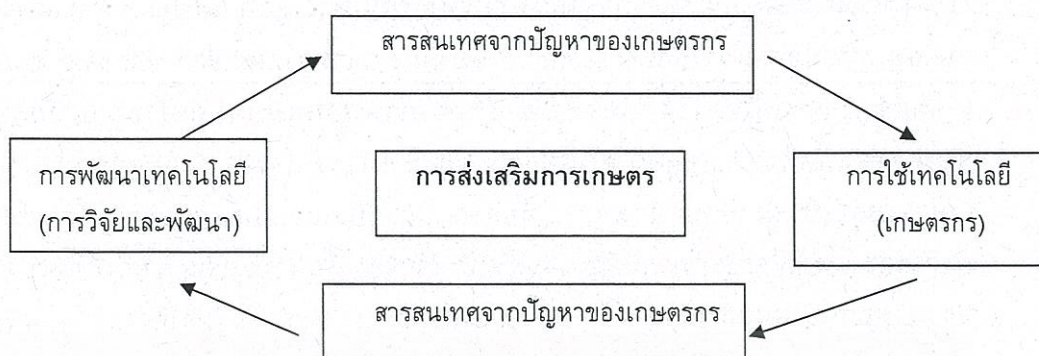 สารสนเทศจากปัญหาของเกษตรกร
การพัฒนาเทคโนโลยี
(การวิจัยและพัฒนา)
การส่งเสริมการเกษตร
การใช้เทคโนโลยี
(เกษตรกร)
สารสนเทศจากปัญหาของเกษตรกร